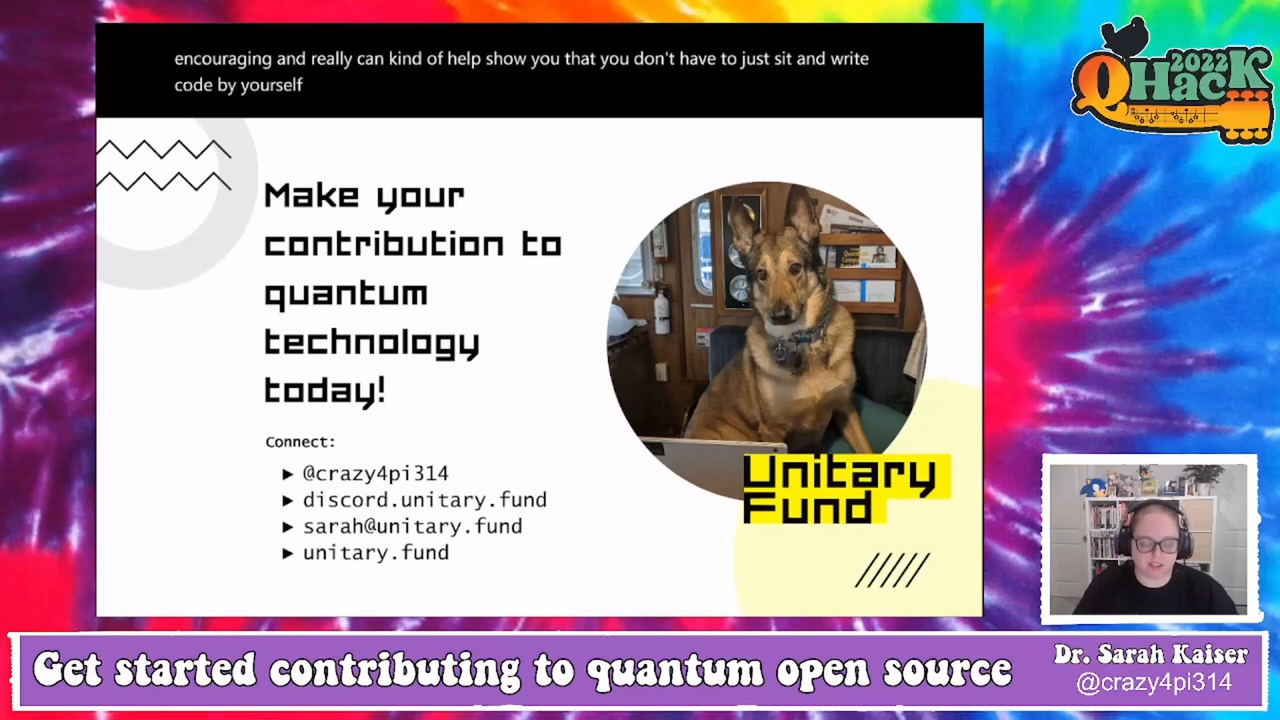 encouraging and really can kind of help show you that you don't have to just sit and write
code by yourself
2022
QHack
Make your
contribution to
quantum
technology
today!
Connect:
► @crazy4pi314
► discord.unitary.fund
► sarah@unitary.fund
► unitary.fund
Unitary
Fund
Get started contributing to quantum open source
Dr. Sarah Kaiser
@crazy4pi314